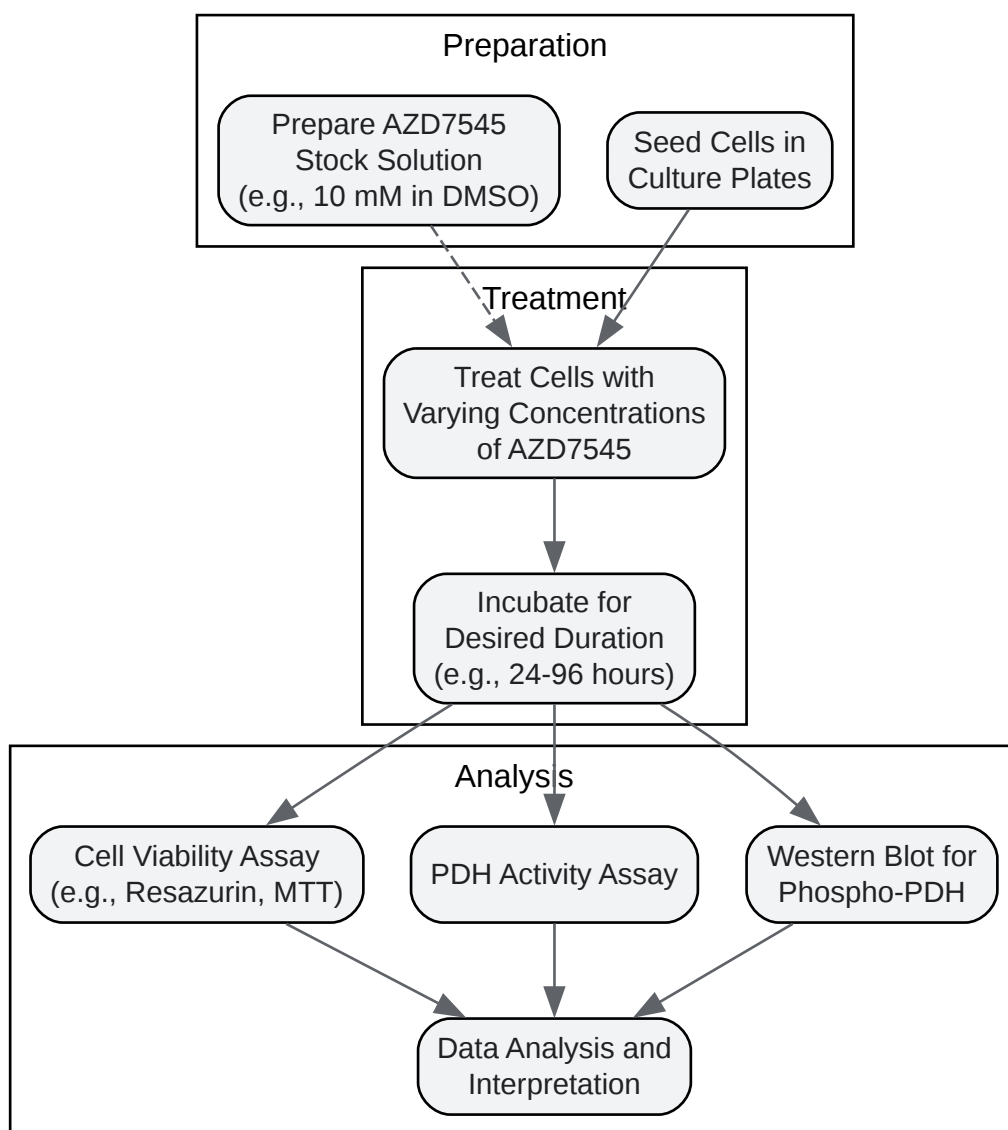 Preparation
Prepare AZD7545
Stock Solution
(e.g., 10 mM in DMSO)
Seed Cells in
Culture Plates
Treatment
Treat Cells with
Varying Concentrations
of AZD7545
Incubate for
Desired Duration
(e.g., 24-96 hours)
Analysis
Cell Viability Assay
(e.g., Resazurin, MTT)
PDH Activity Assay
Western Blot for
Phospho-PDH
Data Analysis and
Interpretation